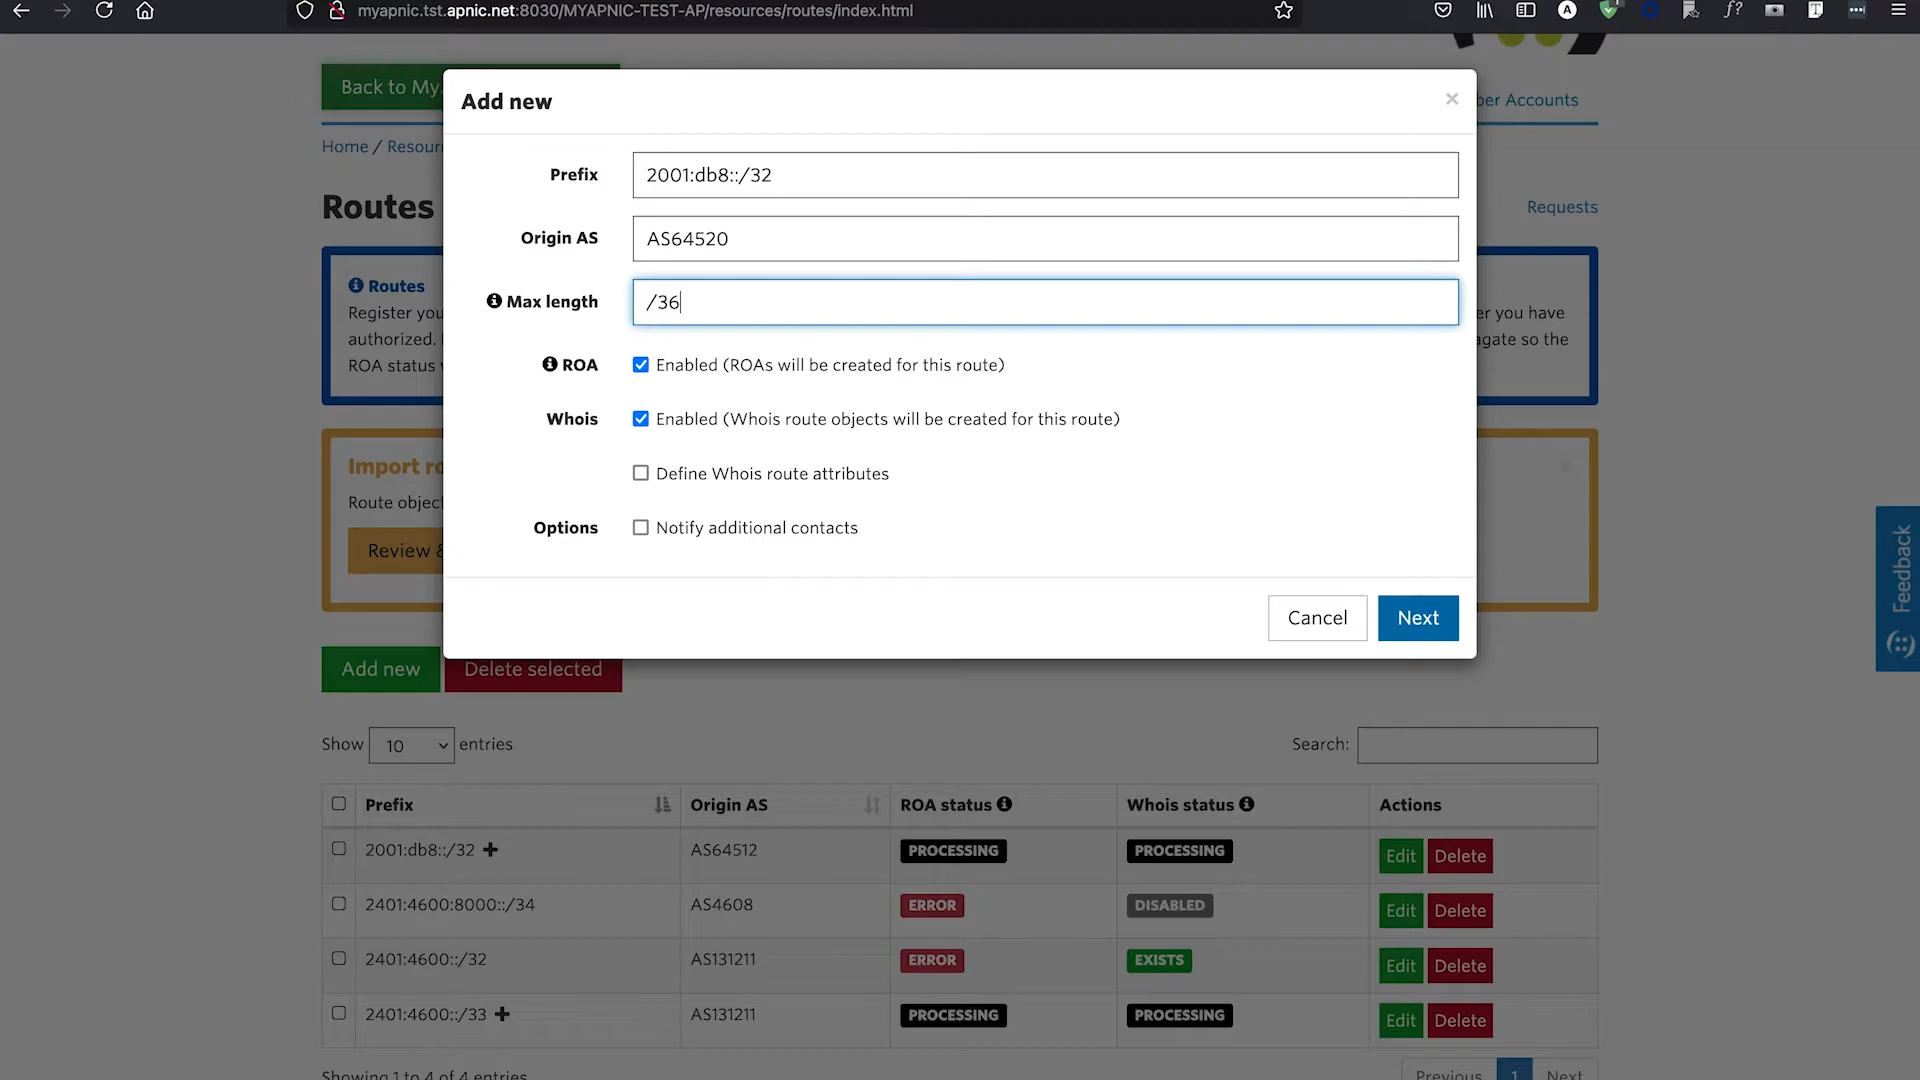 myapnic.tst.apnic.net:8030/MYAPNIC-TEST-AP/resources/routes/index.html
Back to My
Add new
×
ber Accounts
Home / Resour
Prefix
2001:db8::/32
Routes
Requests
Origin AS
AS64520
Routes
Max length
/36
Register you
er you have
authorized.
agate so the
ROA status
ROA
Enabled (ROAs will be created for this route)
Whois
Enabled (Whois route objects will be created for this route)
Import ro
Define Whois route attributes
Route object
Options
Notify additional contacts
Review &
Feedback
Cancel
Next
Add new
Delete selected
Show 10 entries
Search:
Prefix Origin AS ROA status Whois status Actions
2001:db8::/32 + AS64512 PROCESSING PROCESSING Edit Delete
2401:4600:8000::/34 AS4608 ERROR DISABLED Edit Delete
2401:4600::/32 AS131211 ERROR EXISTS Edit Delete
2401:4600::/33 + AS131211 PROCESSING PROCESSING Edit Delete
Showing 1 to 4 of 4 entries
Previous 1 Next